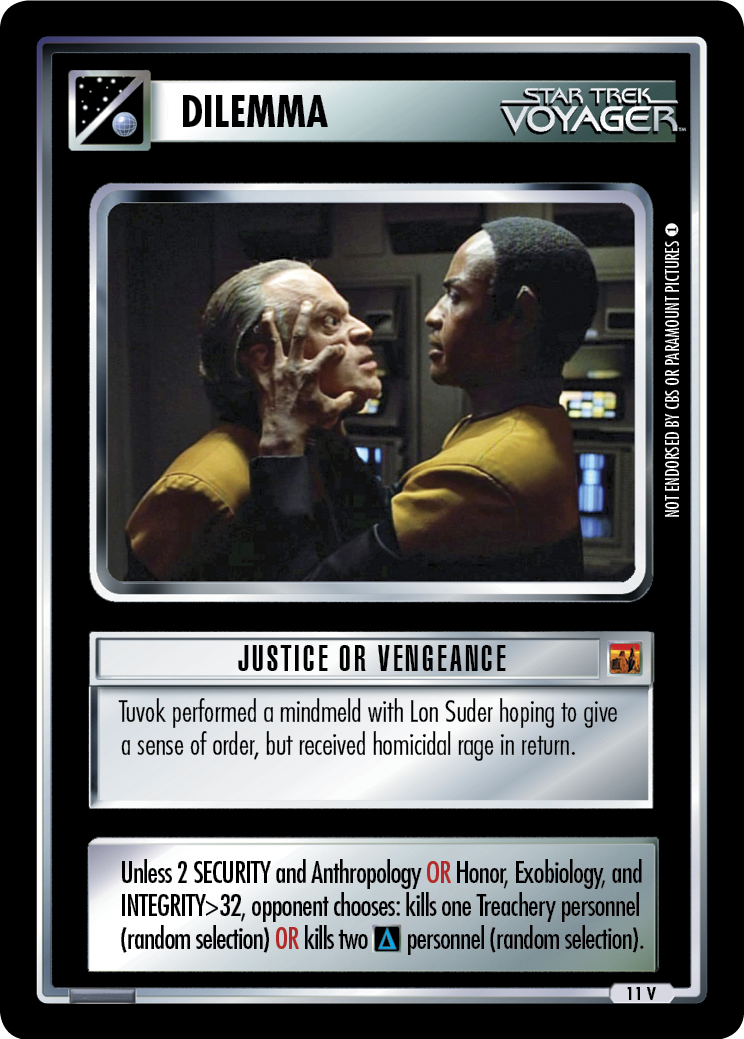 DILEMMA
STAR TREK
VOYAGER™
NOT ENDORSED BY CBS OR PARAMOUNT PICTURES 1
JUSTICE OR VENGEANCE
Tuvok performed a mindmeld with Lon Suder hoping to give
a sense of order, but received homicidal rage in return.
Unless 2 SECURITY and Anthropology OR Honor, Exobiology, and
INTEGRITY>32, opponent chooses: kills one Treachery personnel
(random selection) OR kills two personnel (random selection).
11 V